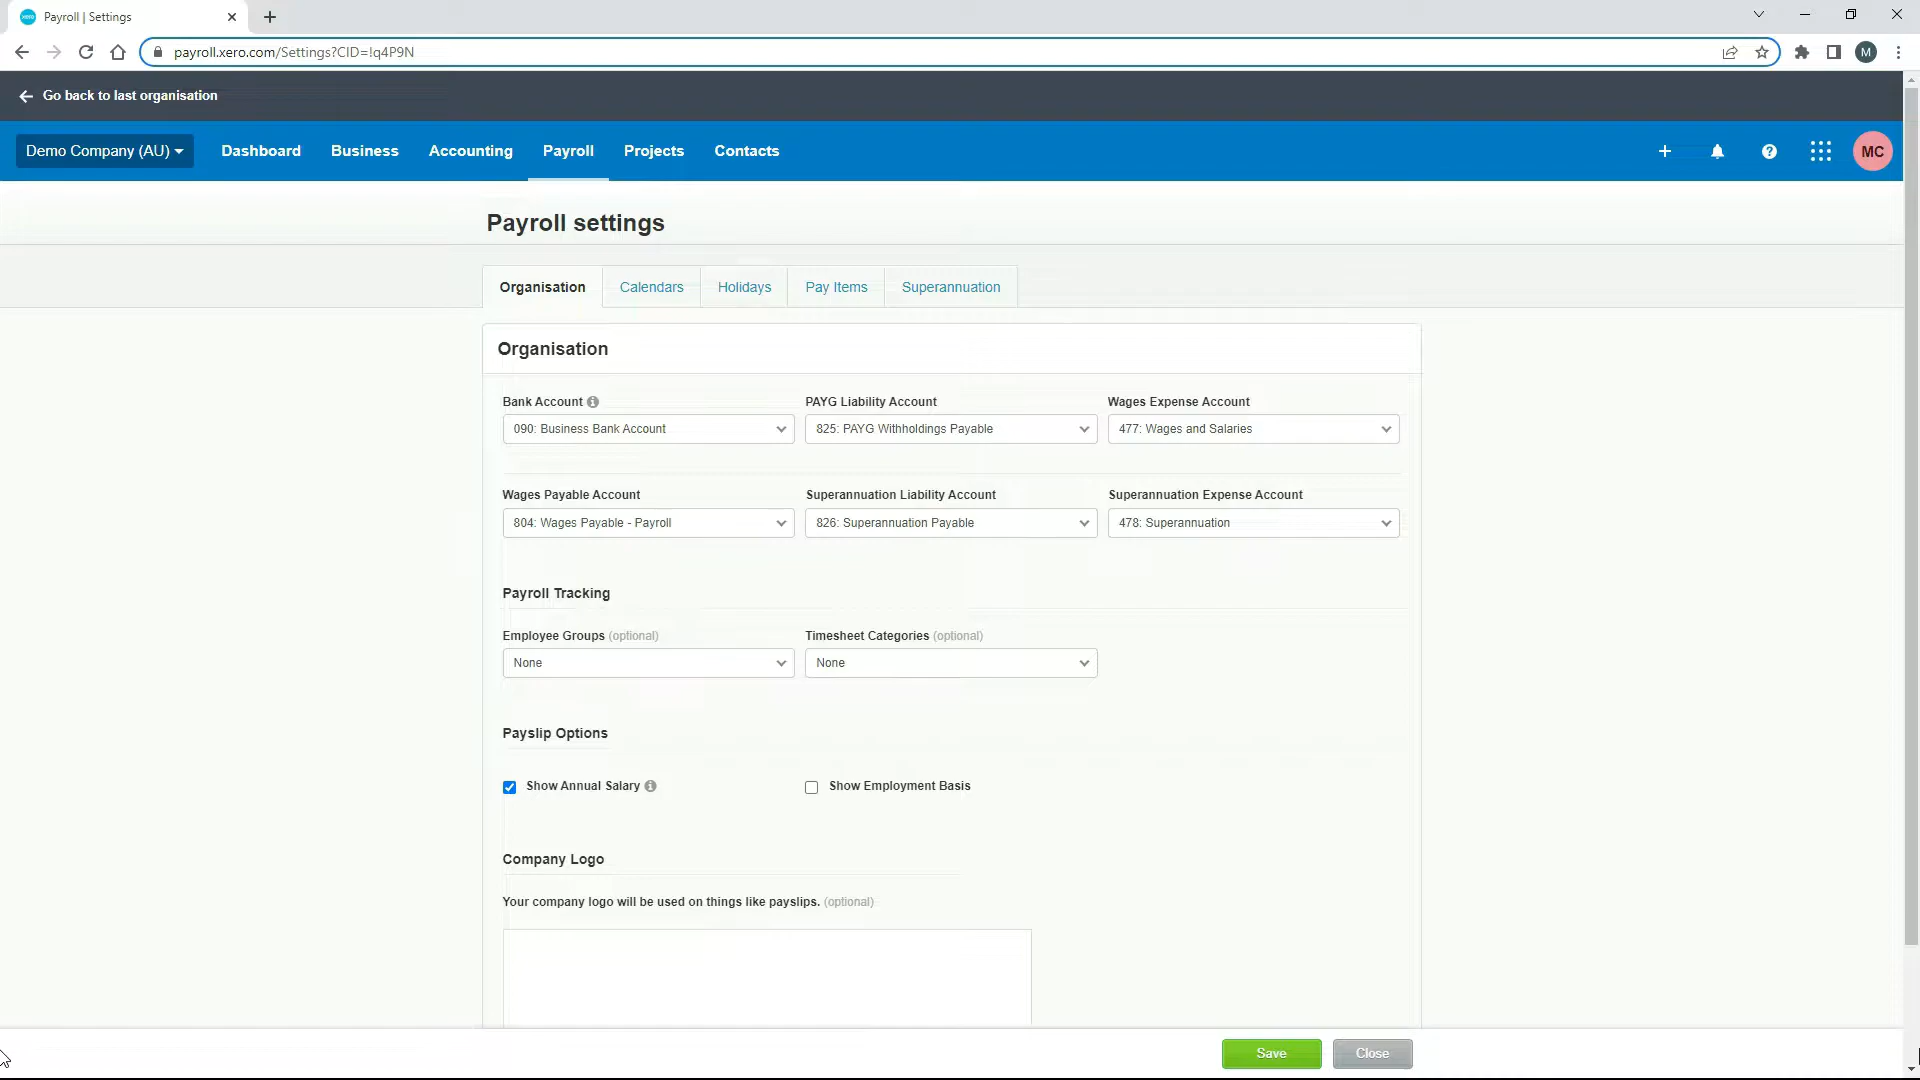 Payroll | Settings
payroll.xero.com/Settings?CID=!q4P9N
M
Go back to last organisation
Demo Company (AU) Dashboard Business Accounting Payroll Projects Contacts
MC
Payroll settings
Organisation Calendars Holidays Pay Items Superannuation
Organisation
Bank Account PAYG Liability Account Wages Expense Account
090: Business Bank Account 825: PAYG Withholdings Payable 477: Wages and Salaries
Wages Payable Account Superannuation Liability Account Superannuation Expense Account
804: Wages Payable - Payroll 826: Superannuation Payable 478: Superannuation
Payroll Tracking
Employee Groups (optional) Timesheet Categories (optional)
None None
Payslip Options
Show Annual Salary Show Employment Basis
Company Logo
Your company logo will be used on things like payslips. (optional)
Save Close